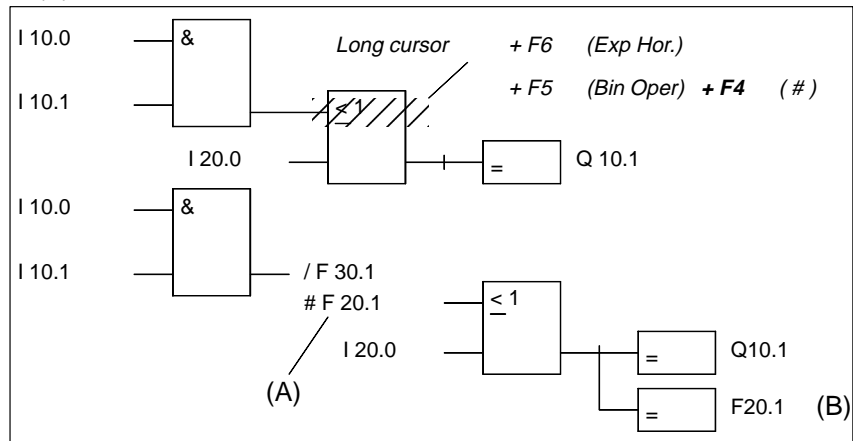 I 10.0
&
Long cursor + F6 (Exp Hor.)
I 10.1
+ F5 (Bin Oper) + F4 ( # )
< 1
I 20.0
=
Q 10.1
I 10.0
&
I 10.1
/ F 30.1
# F 20.1
< 1
I 20.0
=
Q10.1
(A)
=
F20.1 (B)